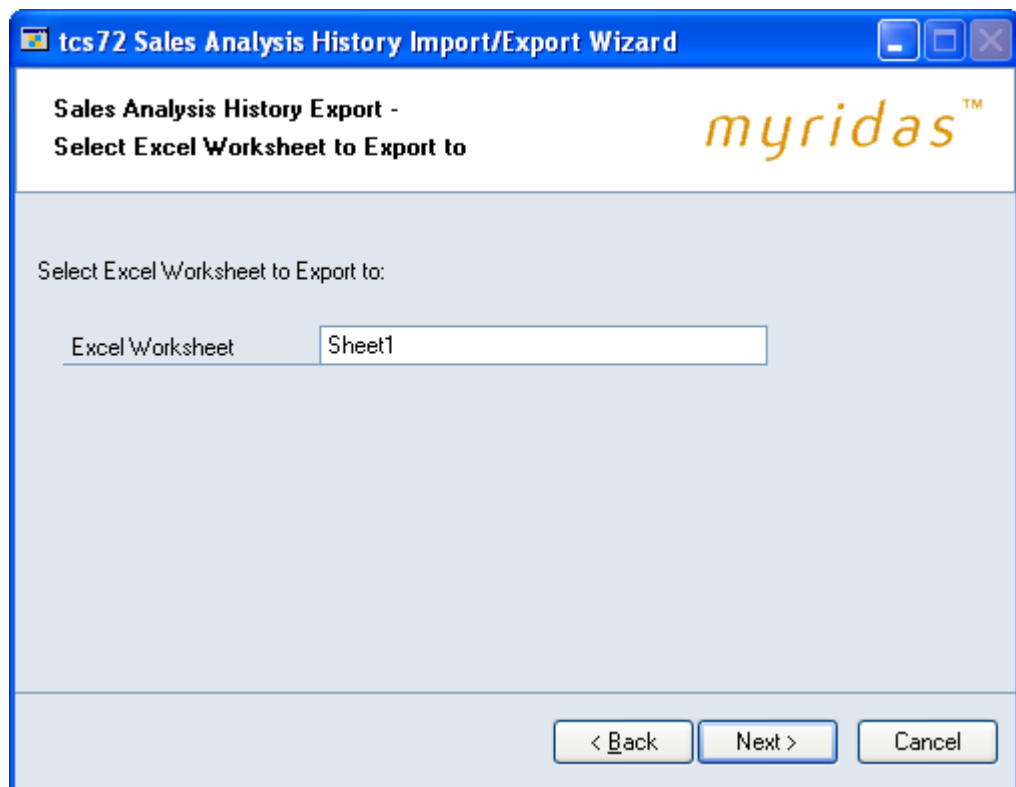 tcs72 Sales Analysis History Import/Export Wizard
Sales Analysis History Export -
Select Excel Worksheet to Export to
myridas™
Select Excel Worksheet to Export to:
Excel Worksheet Sheet1
< Back Next > Cancel